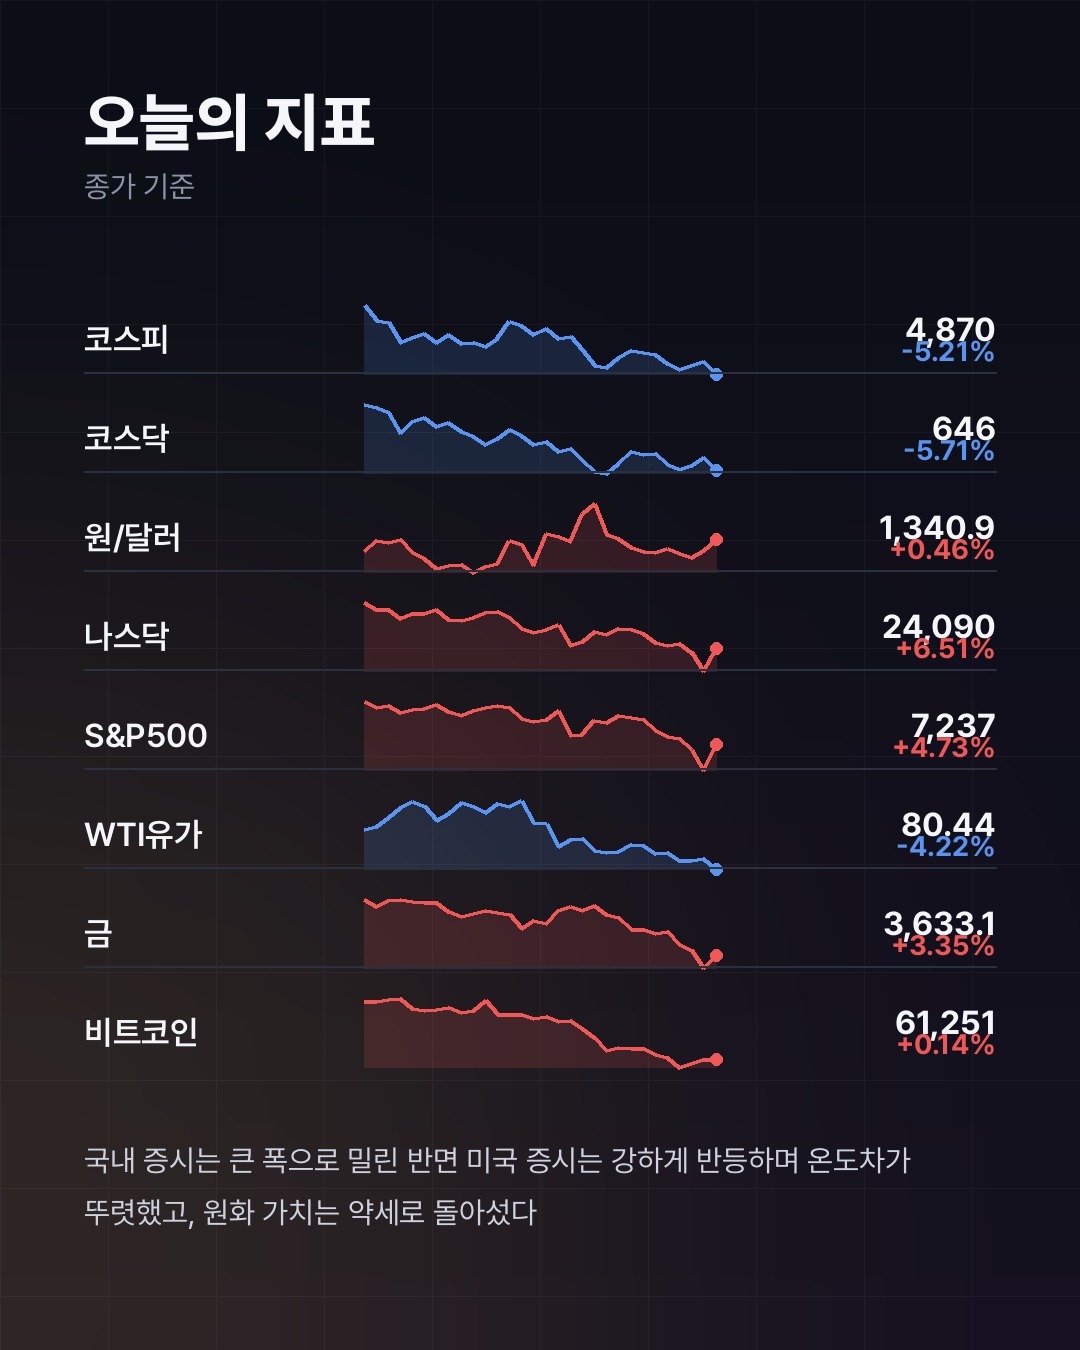 오늘의 지표
종가 기준
코스피
4,870
-5.21%
코스닥
646
-5.71%
원/달러
1,340.9
+0.46%
나스닥
24,090
+6.51%
S&P500
7,237
+4.73%
WTI유가
80.44
-4.22%
금
3,633.1
+3.35%
비트코인
61,251
+0.14%
국내 증시는 큰 폭으로 밀린 반면 미국 증시는 강하게 반등하며 온도차가
뚜렷했고, 원화 가치는 약세로 돌아섰다